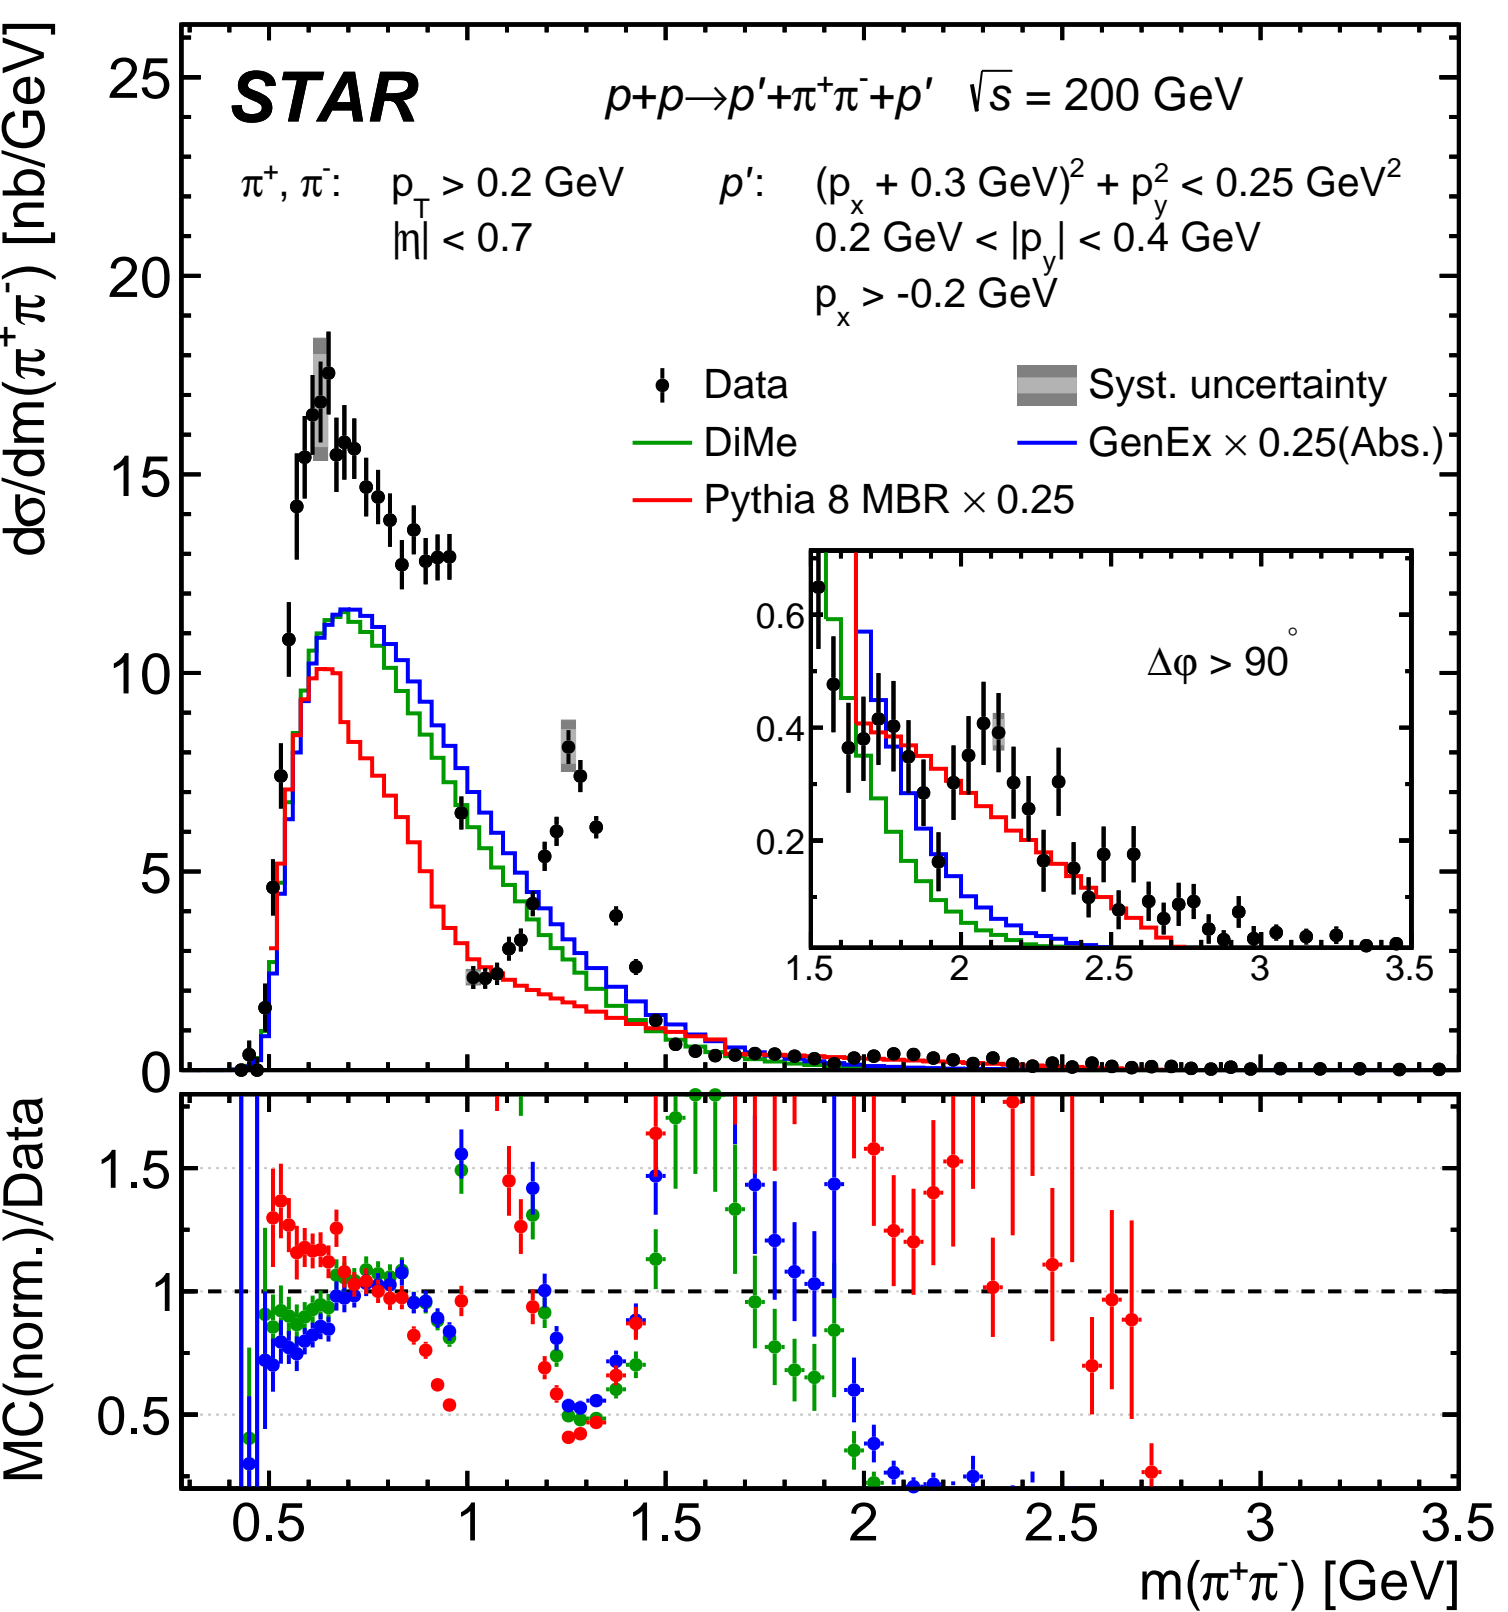 STAR
p+p→p′+π⁺π⁻+p′ √s = 200 GeV
π⁺, π⁻: p_T > 0.2 GeV
|η| < 0.7
p′: (p_x + 0.3 GeV)² + p_y² < 0.25 GeV²
0.2 GeV < |p_y| < 0.4 GeV
p_x > -0.2 GeV
Data
Syst. uncertainty
DiMe
GenEx × 0.25(Abs.)
Pythia 8 MBR × 0.25
dσ/dm(π⁺π⁻) [nb/GeV]
25
20
15
10
5
0
Δφ > 90°
0.6
0.4
0.2
1.5 2 2.5 3 3.5
MC(norm.)/Data
1.5
1
0.5
0.5 1 1.5 2 2.5 3 3.5
m(π⁺π⁻) [GeV]